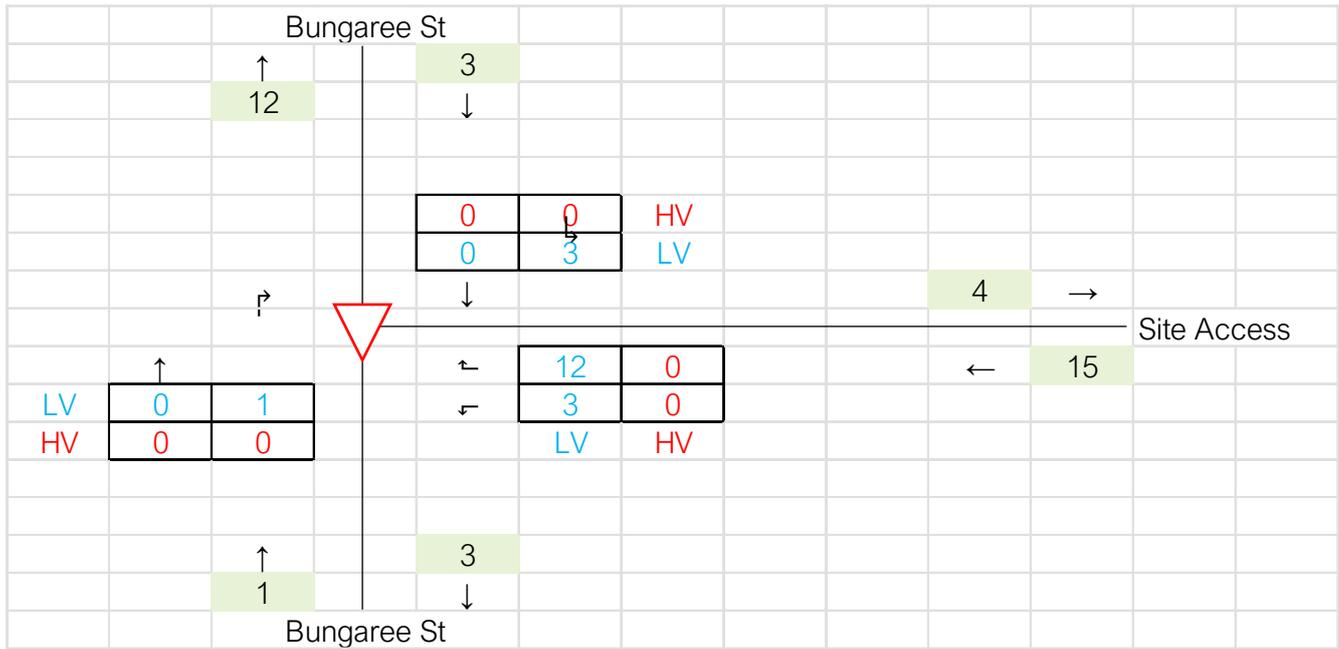 Bungaree St
↑ 3
12 ↓
0 0 HV
0 3 LV
↱ ↓ 4 →
Site Access
↑ ⬑ 12 0 ← 15
LV 0 1 ⬐ 3 0
HV 0 0 LV HV
↑ 3
1 ↓
Bungaree St